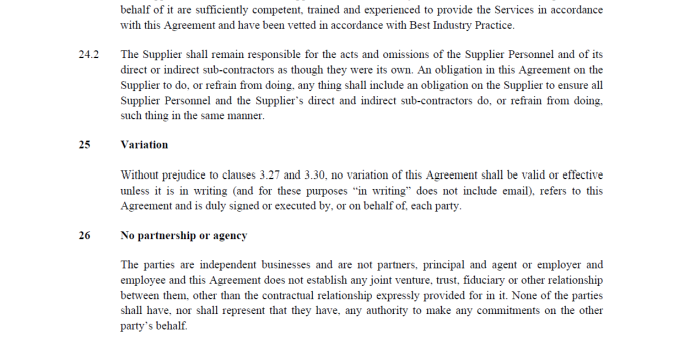 behalf of it are sufficiently competent, trained and experienced to provide the Services in accordance
with this Agreement and have been vetted in accordance with Best Industry Practice.
24.2 The Supplier shall remain responsible for the acts and omissions of the Supplier Personnel and of its
direct or indirect sub-contractors as though they were its own. An obligation in this Agreement on the
Supplier to do, or refrain from doing, any thing shall include an obligation on the Supplier to ensure all
Supplier Personnel and the Supplier's direct and indirect sub-contractors do, or refrain from doing,
such thing in the same manner.
25 Variation
Without prejudice to clauses 3.27 and 3.30, no variation of this Agreement shall be valid or effective
unless it is in writing (and for these purposes “in writing” does not include email), refers to this
Agreement and is duly signed or executed by, or on behalf of, each party.
26 No partnership or agency
The parties are independent businesses and are not partners, principal and agent or employer and
employee and this Agreement does not establish any joint venture, trust, fiduciary or other relationship
between them, other than the contractual relationship expressly provided for in it. None of the parties
shall have, nor shall represent that they have, any authority to make any commitments on the other
party's behalf.